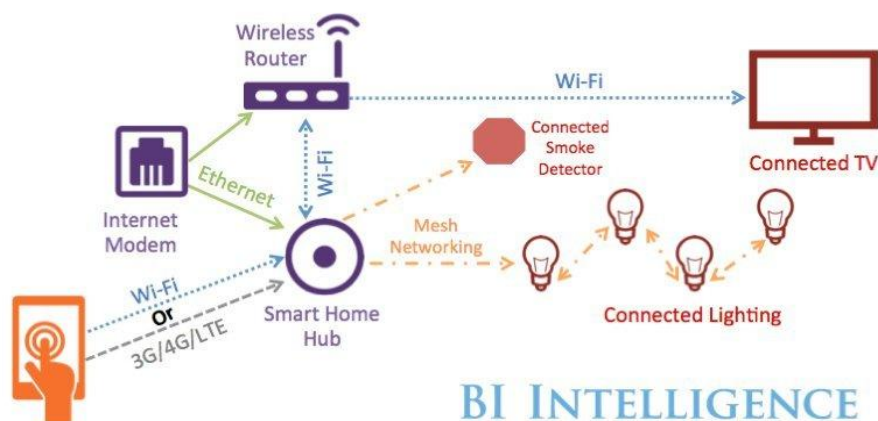 Wireless
Router
Wi-Fi
Connected
Smoke
Detector
Connected TV
Wi-Fi
Ethernet
Internet
Modem
Mesh
Networking
Wi-Fi
Or
3G/4G/LTE
Smart Home
Hub
Connected Lighting
BI INTELLIGENCE